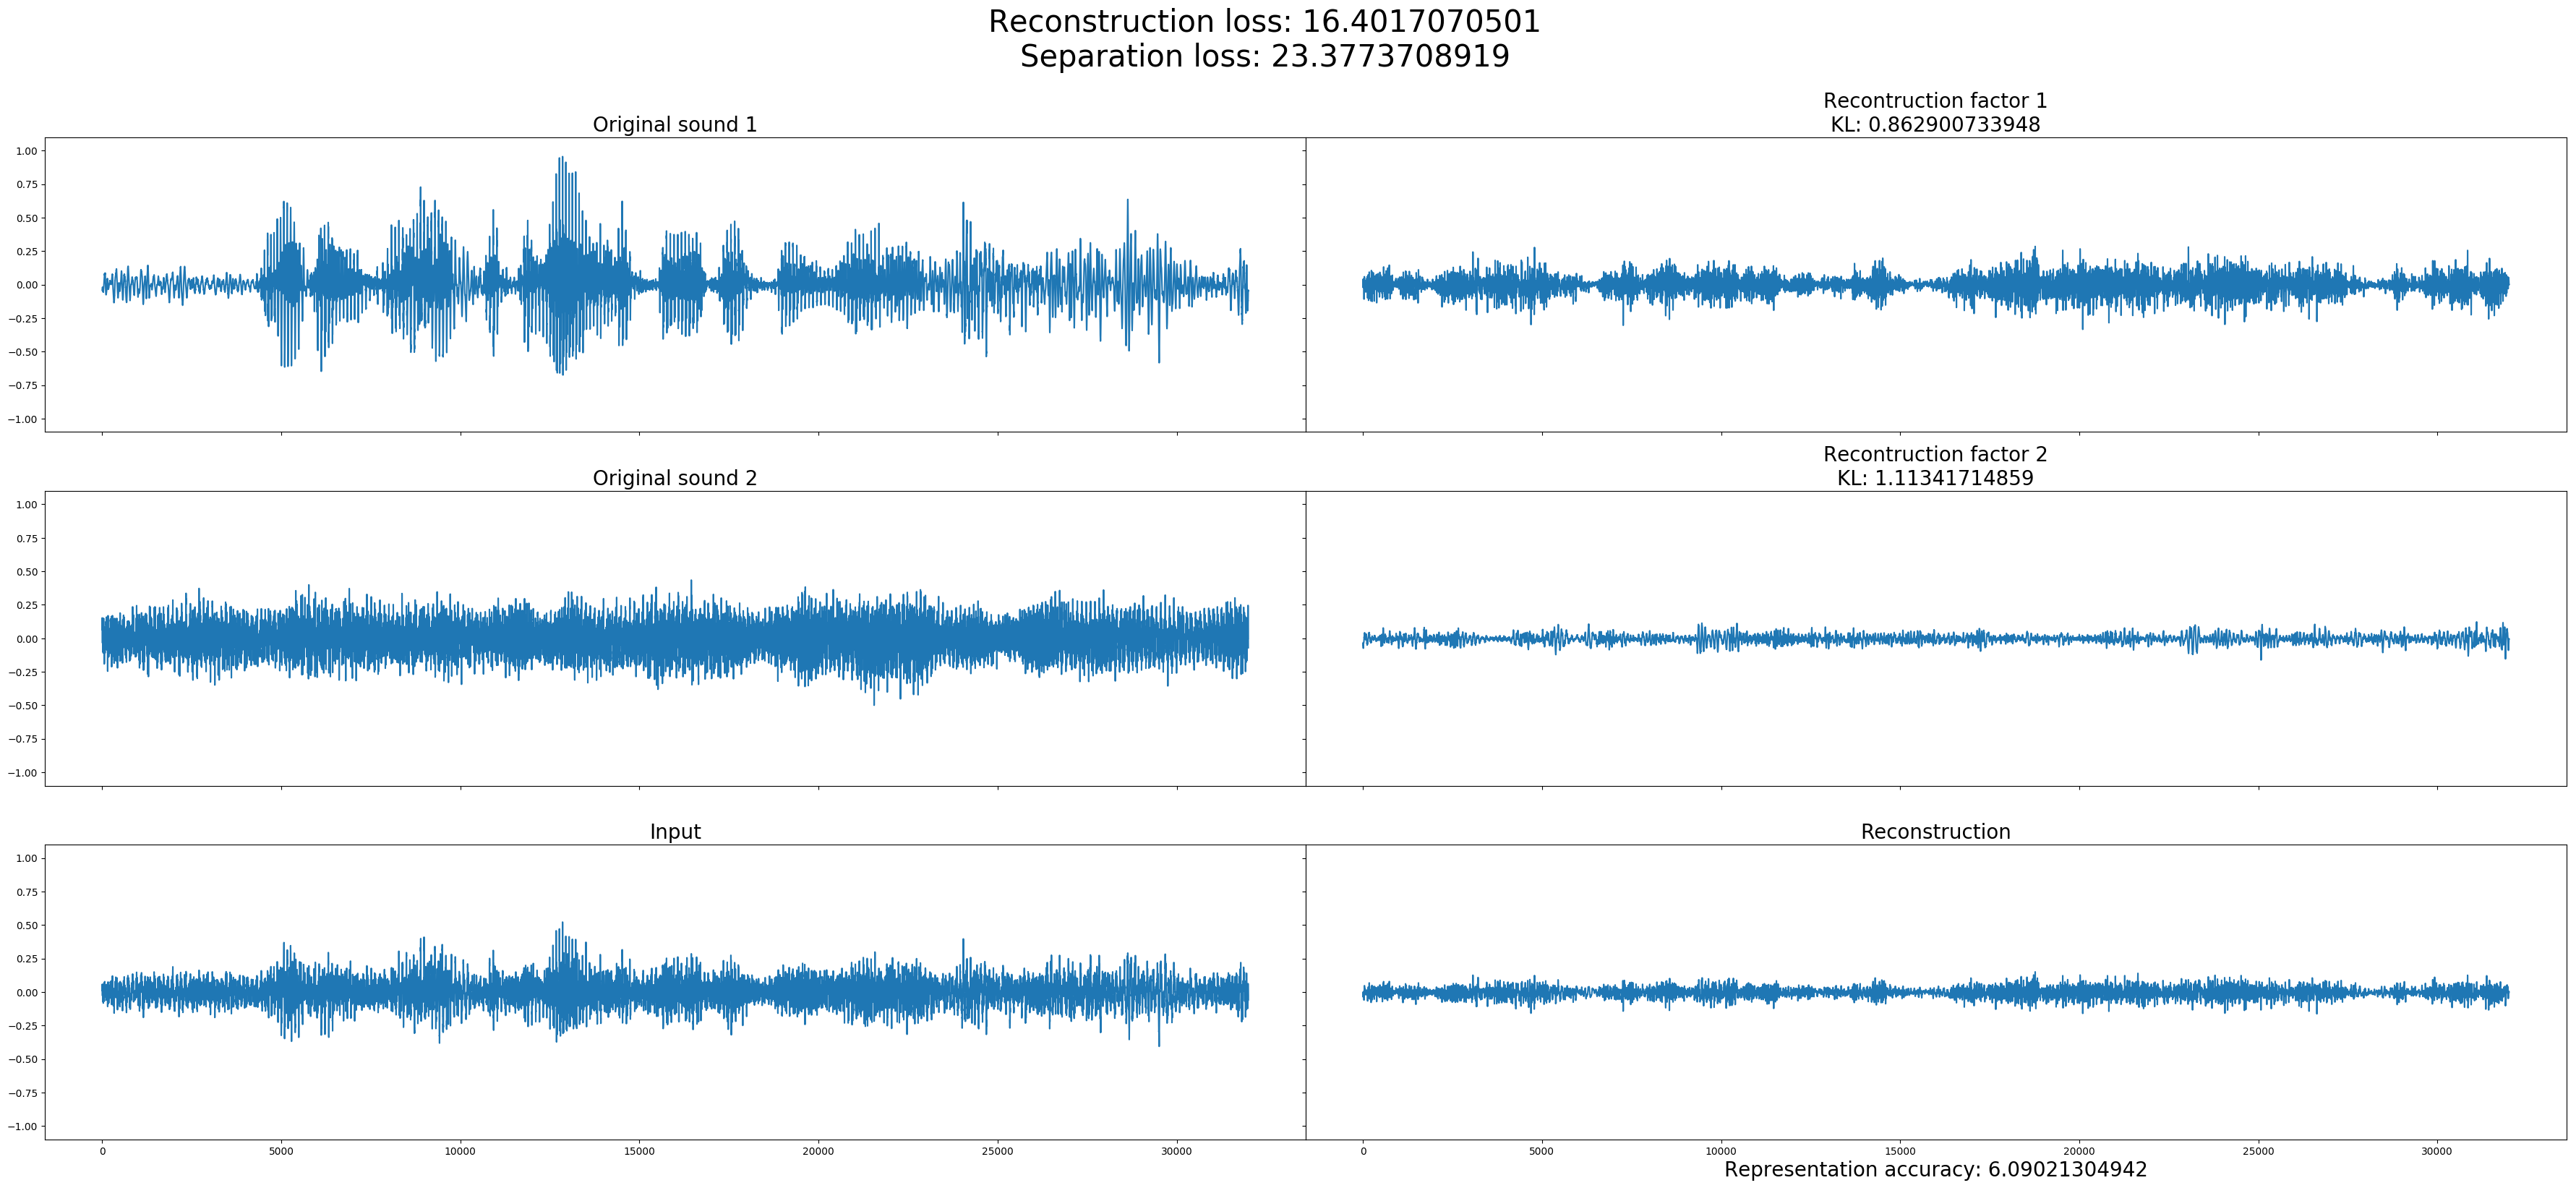 Reconstruction loss: 16.4017070501
Separation loss: 23.3773708919
Original sound 1
1.00
0.75
0.50
0.25
0.00
−0.25
−0.50
−0.75
−1.00
Recontruction factor 1
KL: 0.862900733948
Original sound 2
1.00
0.75
0.50
0.25
0.00
−0.25
−0.50
−0.75
−1.00
Recontruction factor 2
KL: 1.11341714859
Input
1.00
0.75
0.50
0.25
0.00
−0.25
−0.50
−0.75
−1.00
0 5000 10000 15000 20000 25000 30000
Reconstruction
0 5000 10000 15000 20000 25000 30000
Representation accuracy: 6.09021304942